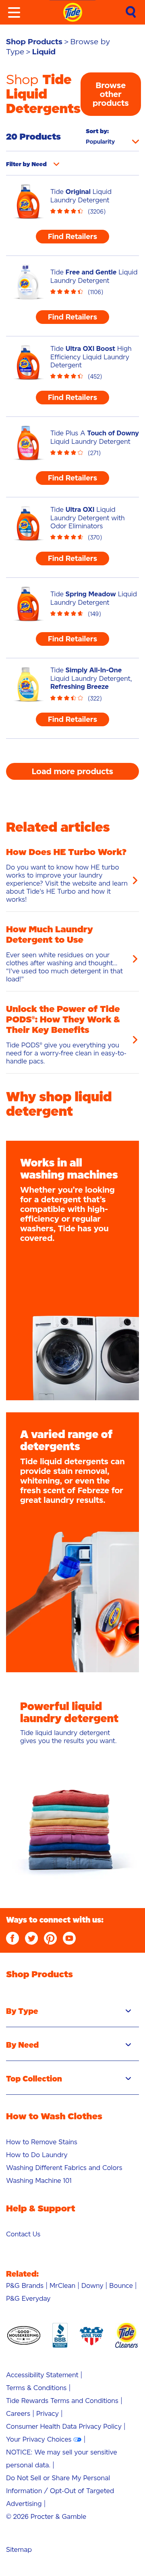 Tide
Shop Products > Browse by
Type > Liquid
Shop Tide
Liquid
Detergents
Browse
other
products
20 Products
Sort by:
Popularity
Filter by Need
Tide Original Liquid
Laundry Detergent
(3206)
Find Retailers
Tide Free and Gentle Liquid
Laundry Detergent
(1106)
Find Retailers
Tide Ultra OXI Boost High
Efficiency Liquid Laundry
Detergent
(452)
Find Retailers
Tide Plus A Touch of Downy
Liquid Laundry Detergent
(271)
Find Retailers
Tide Ultra OXI Liquid
Laundry Detergent with
Odor Eliminators
(370)
Find Retailers
Tide Spring Meadow Liquid
Laundry Detergent
(149)
Find Retailers
Tide Simply All-In-One
Liquid Laundry Detergent,
Refreshing Breeze
(322)
Find Retailers
Load more products
Related articles
How Does HE Turbo Work?
Do you want to know how HE turbo
works to improve your laundry
experience? Visit the website and learn
about Tide's HE Turbo and how it
works!
How Much Laundry
Detergent to Use
Ever seen white residues on your
clothes after washing and thought…
"I've used too much detergent in that
load!"
Unlock the Power of Tide
PODS®: How They Work &
Their Key Benefits
Tide PODS® give you everything you
need for a worry-free clean in easy-to-
handle pacs.
Why shop liquid
detergent
Works in all
washing machines
Whether you're looking
for a detergent that's
compatible with high-
efficiency or regular
washers, Tide has you
covered.
A varied range of
detergents
Tide liquid detergents can
provide stain removal,
whitening, or even the
fresh scent of Febreze for
great laundry results.
Powerful liquid
laundry detergent
Tide liquid laundry detergent
gives you the results you want.
Ways to connect with us:
Shop Products
By Type
By Need
Top Collection
How to Wash Clothes
How to Remove Stains
How to Do Laundry
Washing Different Fabrics and Colors
Washing Machine 101
Help & Support
Contact Us
Related:
P&G Brands | MrClean | Downy | Bounce |
P&G Everyday
GOOD HOUSEKEEPING
BBB
Tide Cleaners
Accessibility Statement |
Terms & Conditions |
Tide Rewards Terms and Conditions |
Careers | Privacy |
Consumer Health Data Privacy Policy |
Your Privacy Choices |
NOTICE: We may sell your sensitive
personal data. |
Do Not Sell or Share My Personal
Information / Opt-Out of Targeted
Advertising |
© 2026 Procter & Gamble
Sitemap